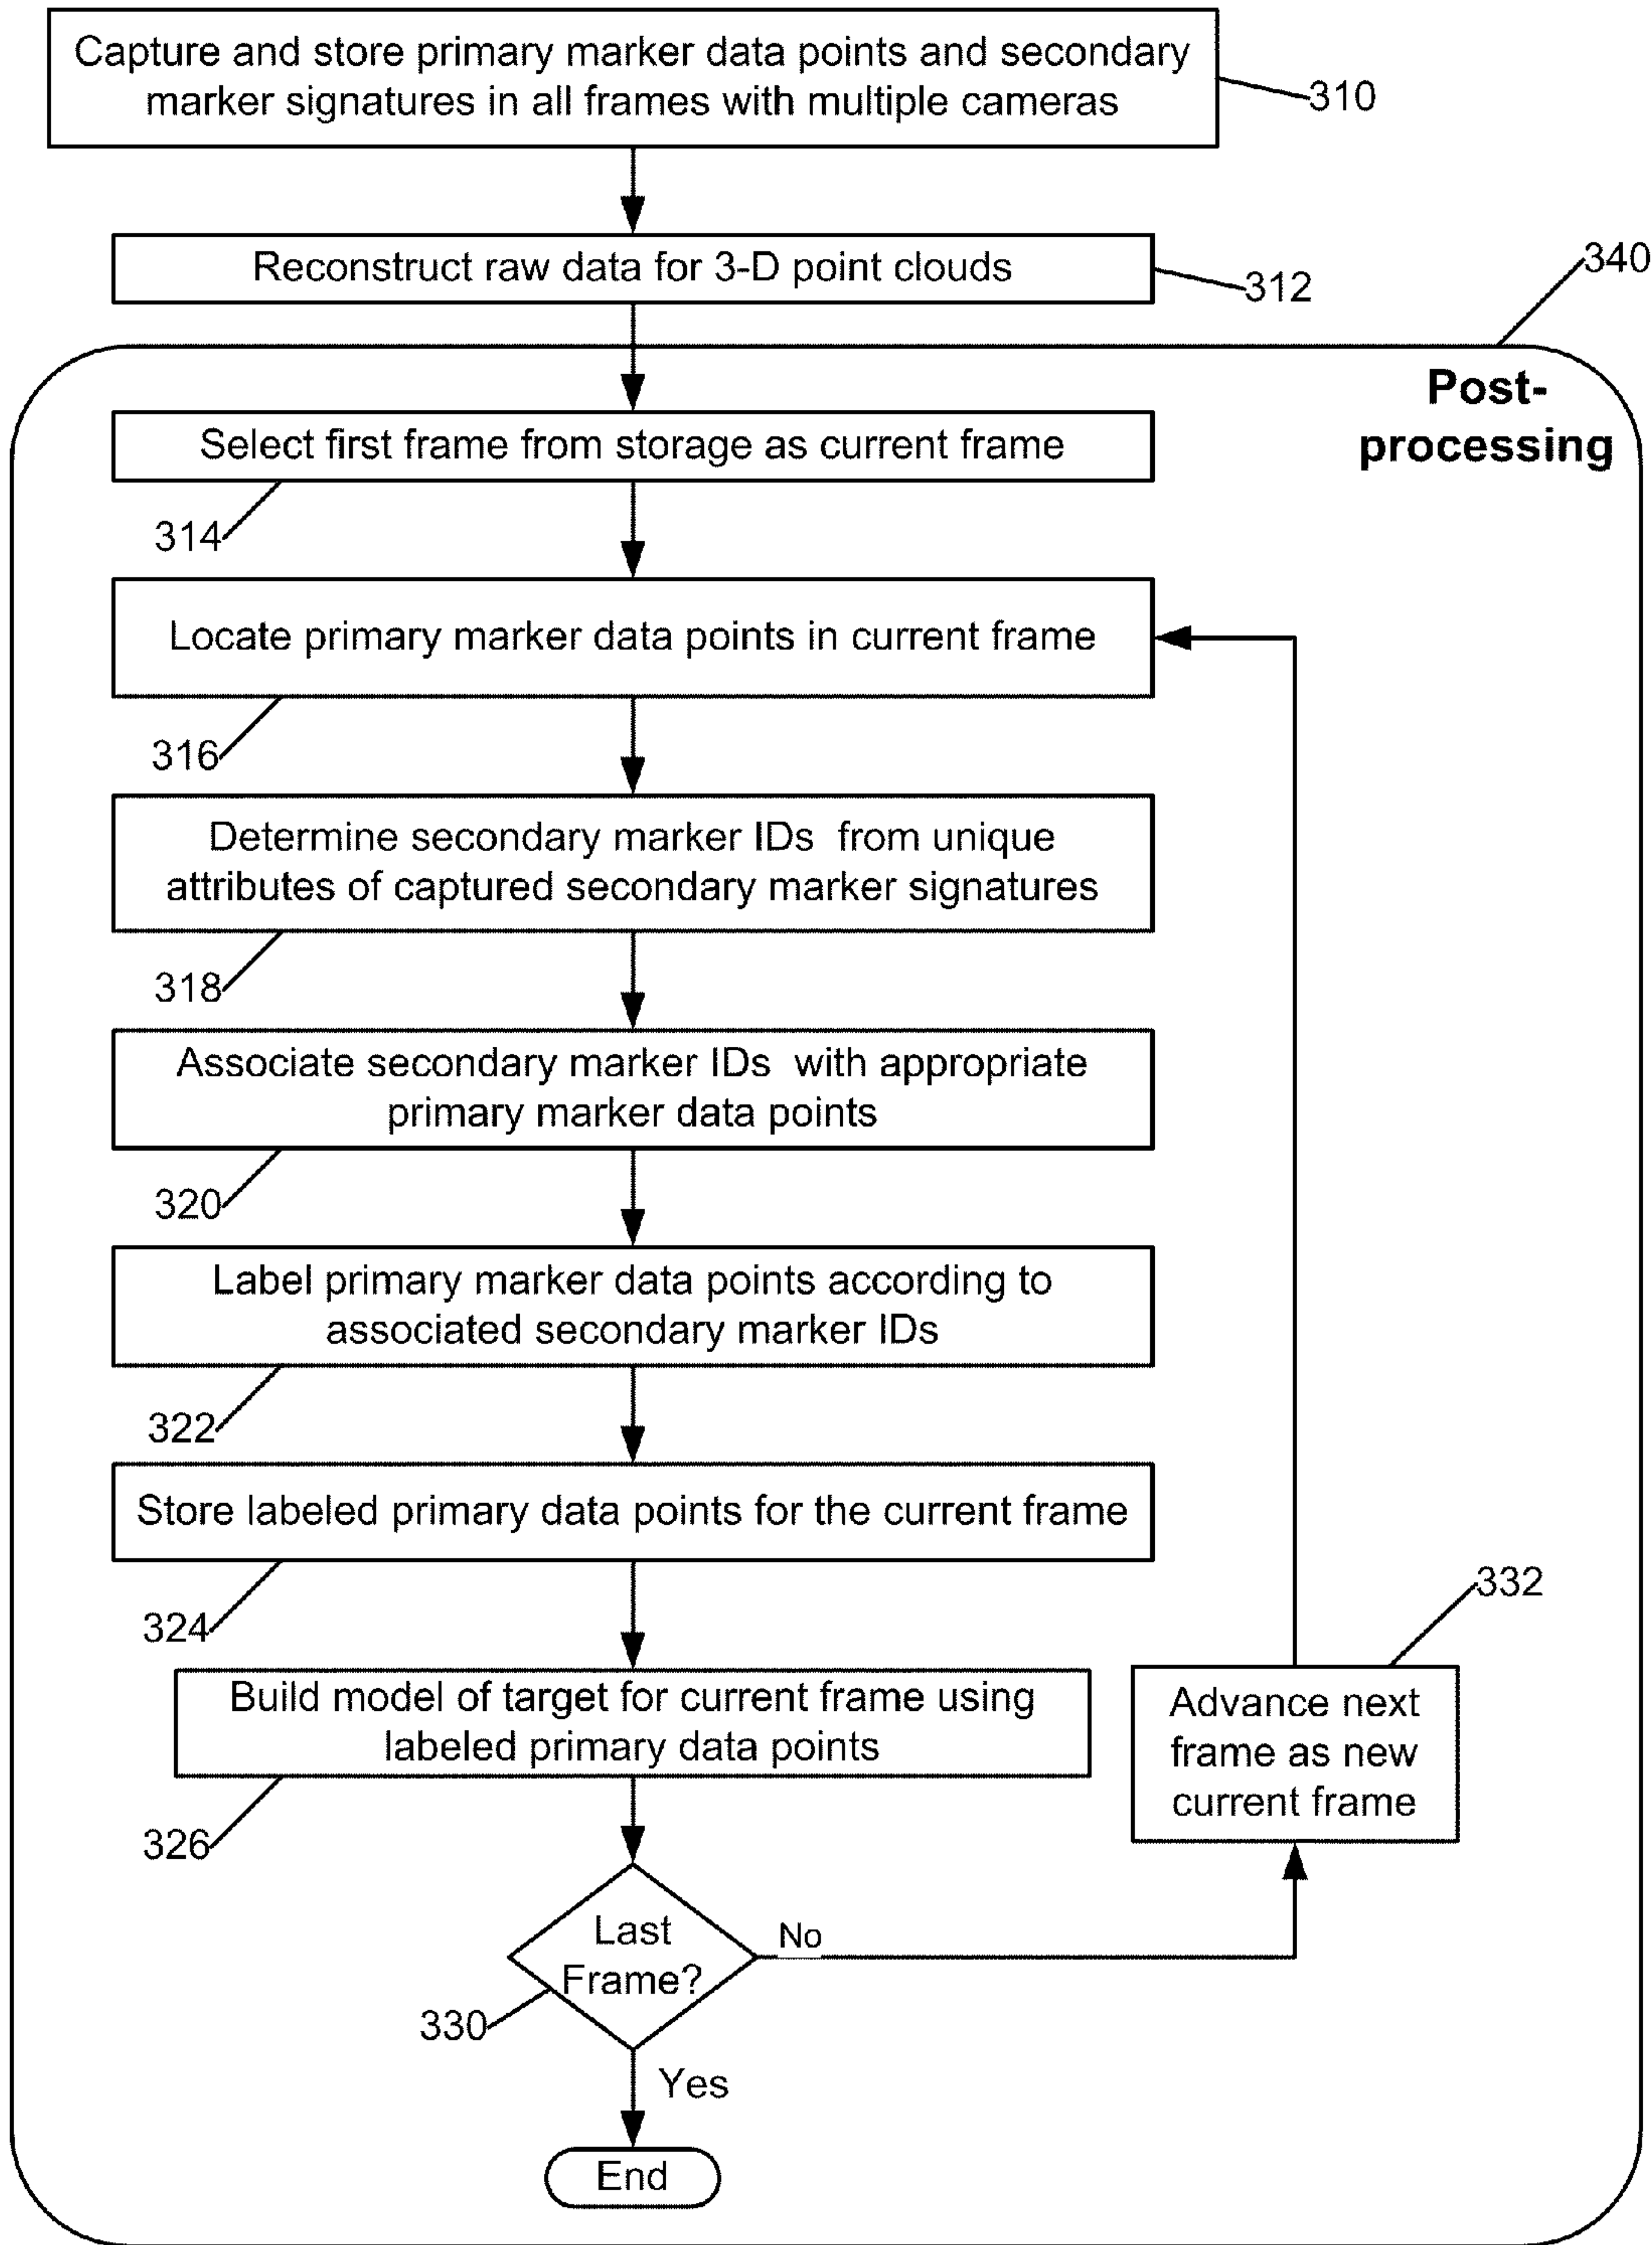 Capture and store primary marker data points and secondary
marker signatures in all frames with multiple cameras
310
Reconstruct raw data for 3-D point clouds
312
340
Post-
processing
Select first frame from storage as current frame
314
Locate primary marker data points in current frame
316
Determine secondary marker IDs from unique
attributes of captured secondary marker signatures
318
Associate secondary marker IDs with appropriate
primary marker data points
320
Label primary marker data points according to
associated secondary marker IDs
322
Store labeled primary data points for the current frame
324
332
Build model of target for current frame using
labeled primary data points
326
Advance next
frame as new
current frame
Last
Frame?
No
330
Yes
End